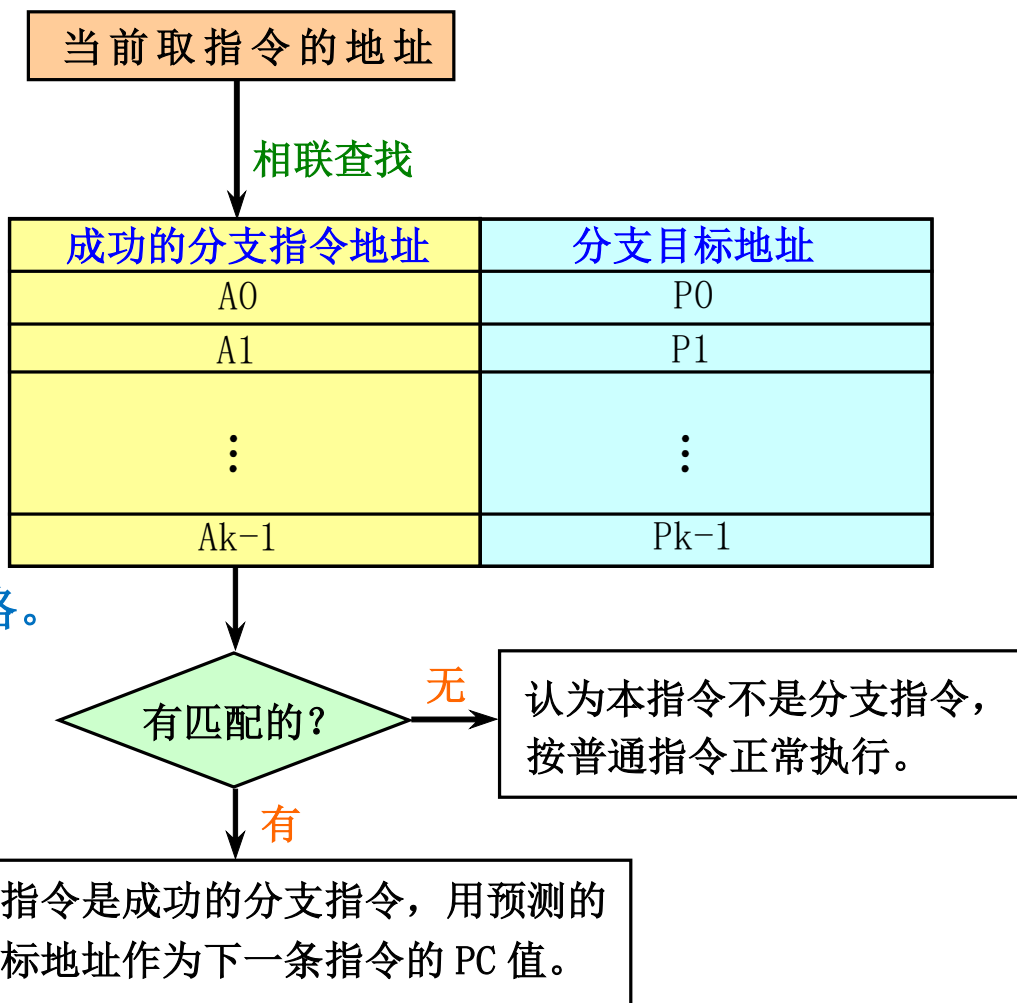 当前取指令的地址
相联查找
成功的分支指令地址 分支目标地址
A0 P0
A1 P1
⋮ ⋮
Ak-1 Pk-1
。
有匹配的？
无
认为本指令不是分支指令，
按普通指令正常执行。
有
指令是成功的分支指令，用预测的
标地址作为下一条指令的 PC 值。